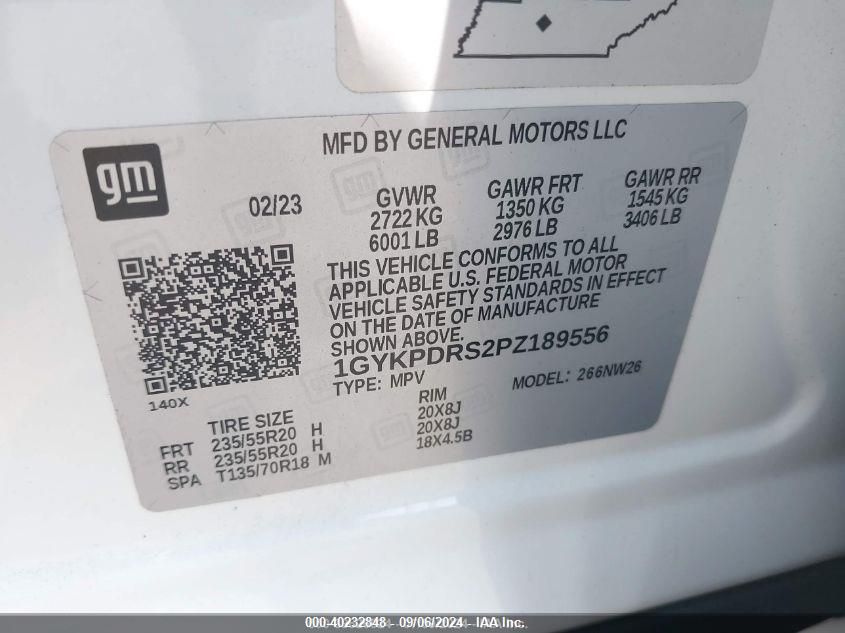 gm
MFD BY GENERAL MOTORS LLC
02/23
GVWR
2722 KG
6001 LB
GAWR FRT
1350 KG
2976 LB
GAWR RR
1545 KG
3406 LB
THIS VEHICLE CONFORMS TO ALL
APPLICABLE U.S. FEDERAL MOTOR
VEHICLE SAFETY STANDARDS IN EFFECT
ON THE DATE OF MANUFACTURE
SHOWN ABOVE.
1GYKPDRS2PZ189556
TYPE: MPV MODEL: 266NW26
140X
TIRE SIZE RIM
FRT 235/55R20 H 20X8J
RR 235/55R20 H 20X8J
SPA T135/70R18 M 18X4.5B
000-40232848 - 09/06/2024 - IAA Inc.